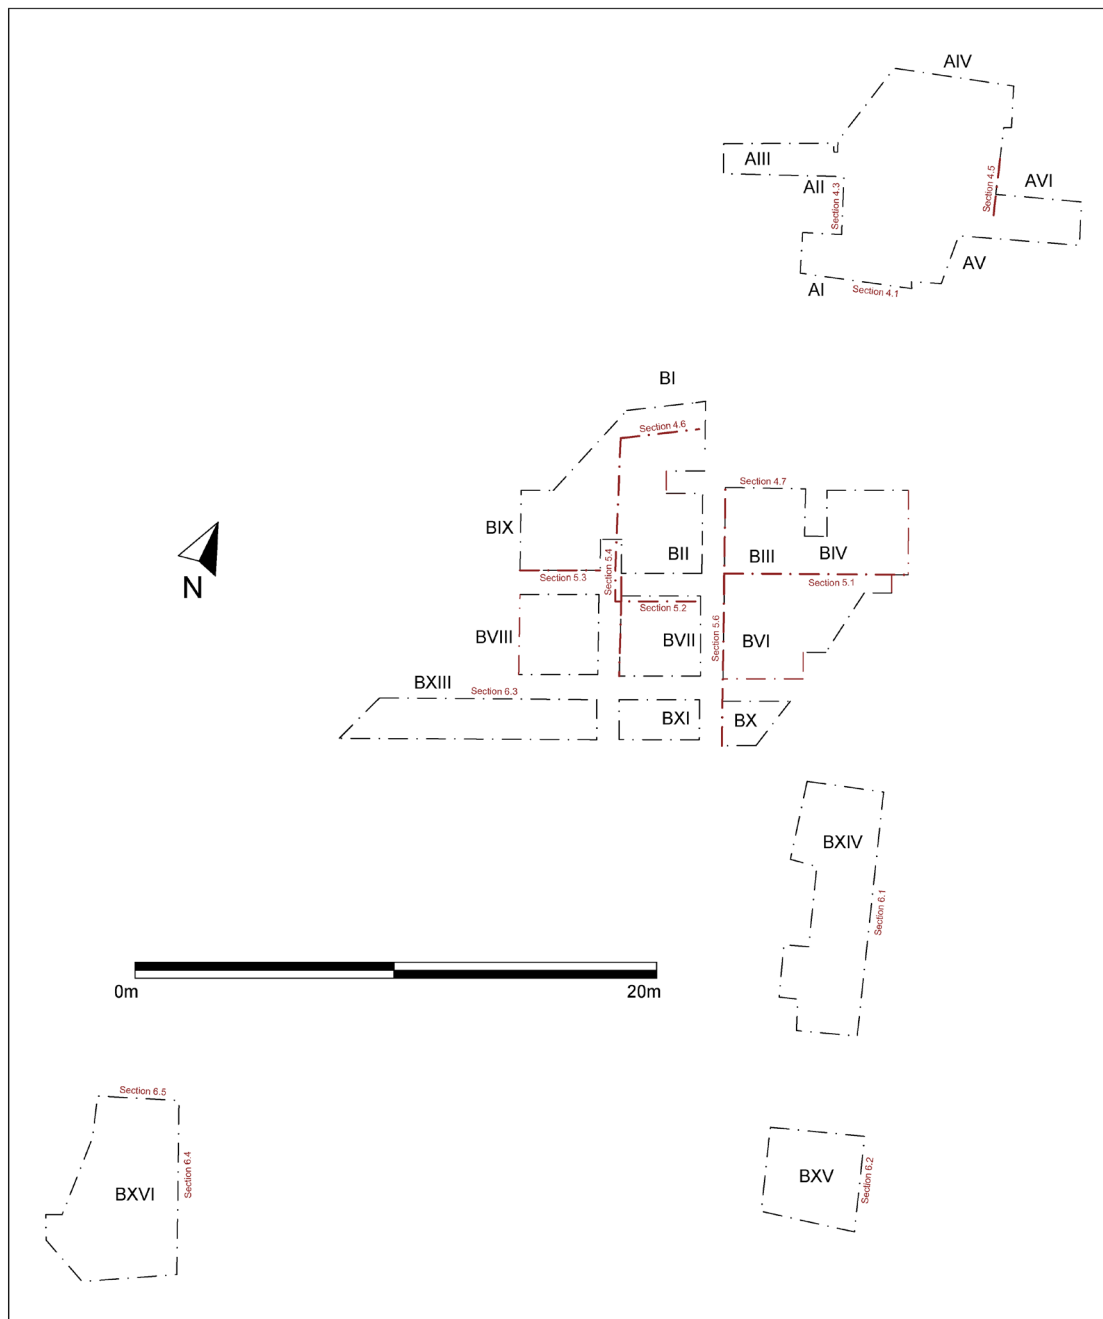 AIV
AIII
AII
Section 4.3
Section 4.5
AVI
AV
AI
Section 4.1
BI
Section 4.6
Section 4.7
BIX
BII
BIII
BIV
Section 5.3
Section 5.4
Section 5.1
Section 5.2
Section 5.6
BVIII
BVII
BVI
N
BXIII
Section 6.3
BXI
BX
BXIV
Section 6.1
0m
20m
Section 6.5
Section 6.4
BXVI
BXV
Section 6.2